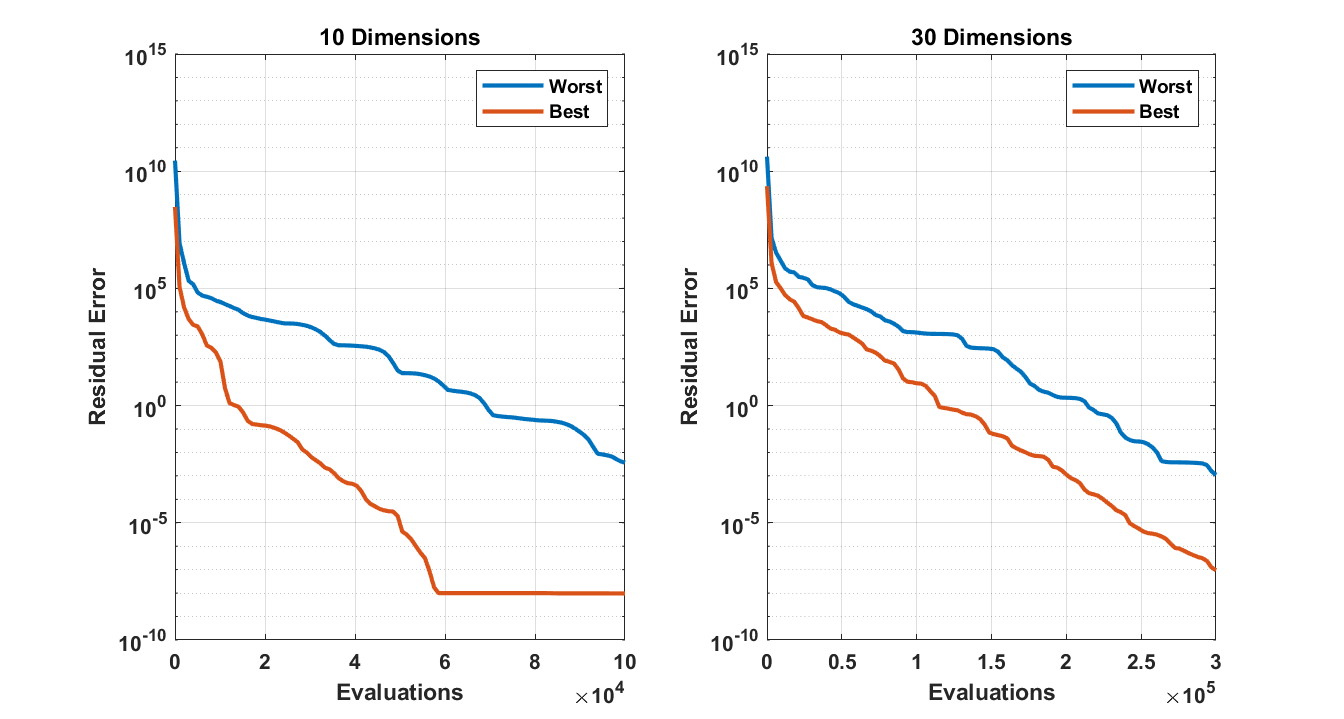 10 Dimensions
10^15
10^10
10^5
10^0
10^-5
10^-10
Residual Error
Worst
Best
0 2 4 6 8 10
Evaluations
×10^4
30 Dimensions
10^15
10^10
10^5
10^0
10^-5
10^-10
Residual Error
Worst
Best
0 0.5 1 1.5 2 2.5 3
Evaluations
×10^5